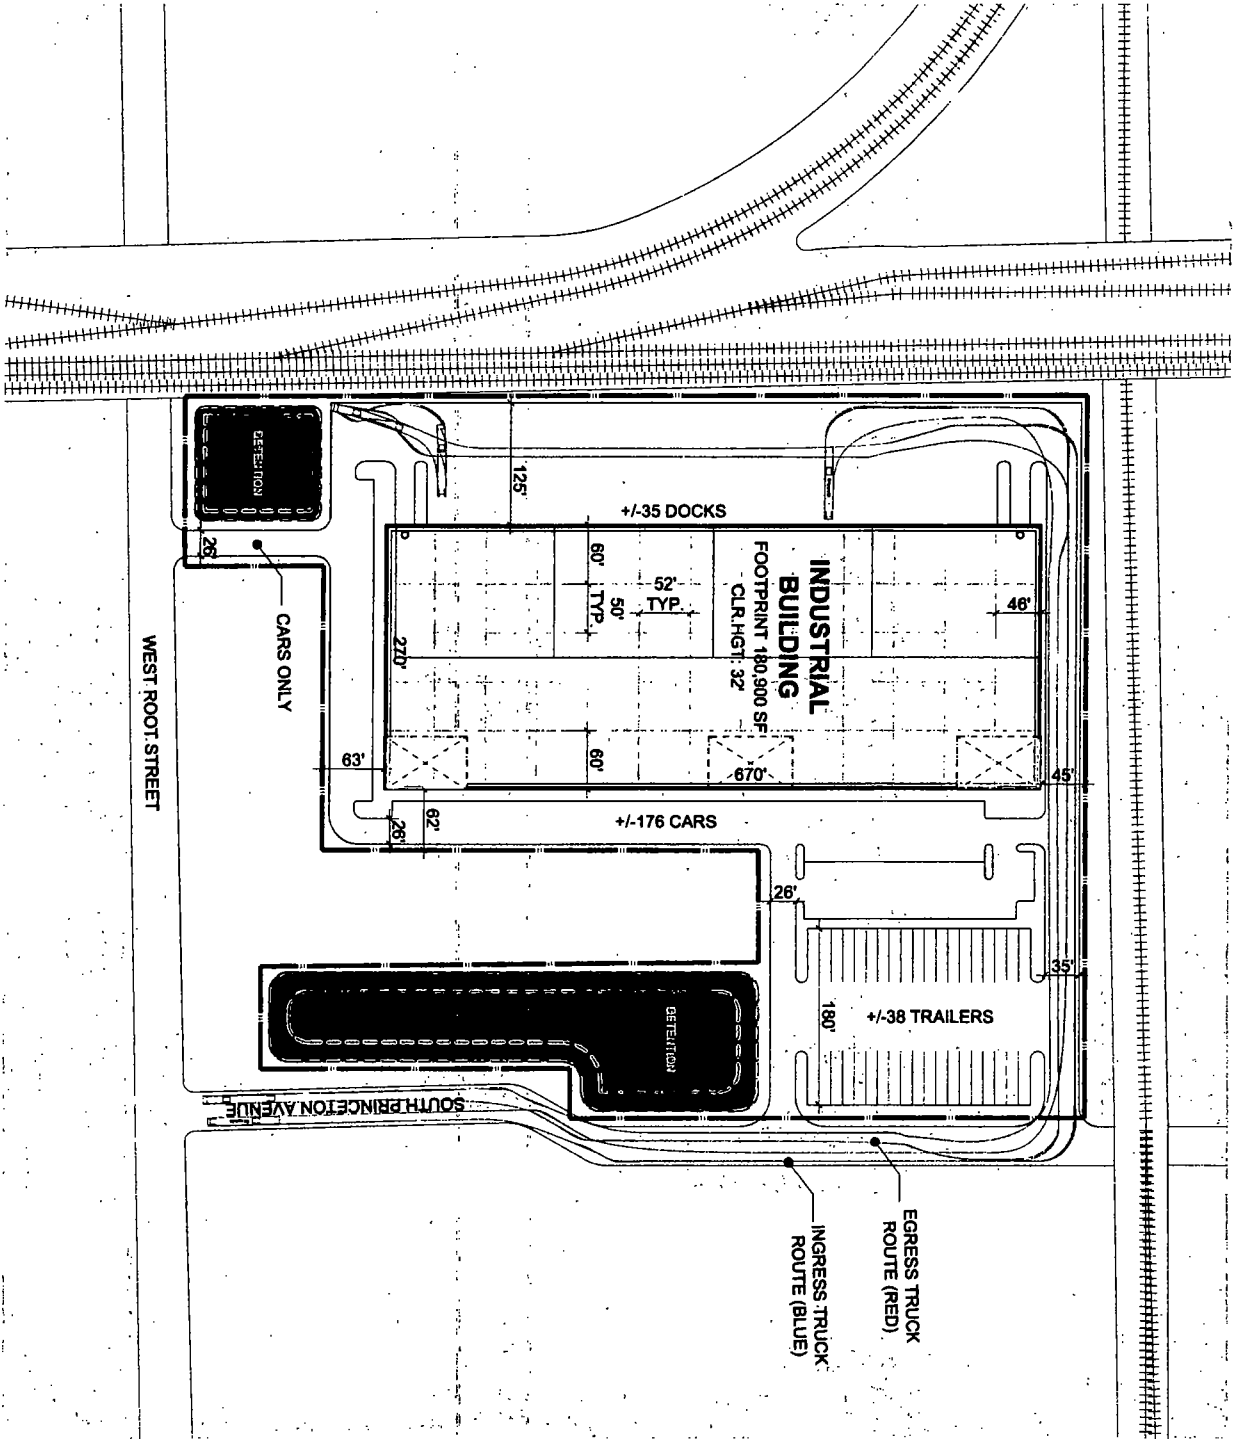 DETENTION
125'
+/-35 DOCKS
26'
CARS ONLY
WEST ROOT STREET
60'
50'
TYP.
52'
TYP.
INDUSTRIAL
BUILDING
FOOTPRINT 180,900 SF
CLR.HGT: 32'
46'
270'
60'
670'
63'
45'
62'
26'
+/-176 CARS
26'
35'
180'
+/-38 TRAILERS
DETENTION
SOUTH PRINCETON AVENUE
EGRESS TRUCK
ROUTE (RED)
INGRESS TRUCK
ROUTE (BLUE)